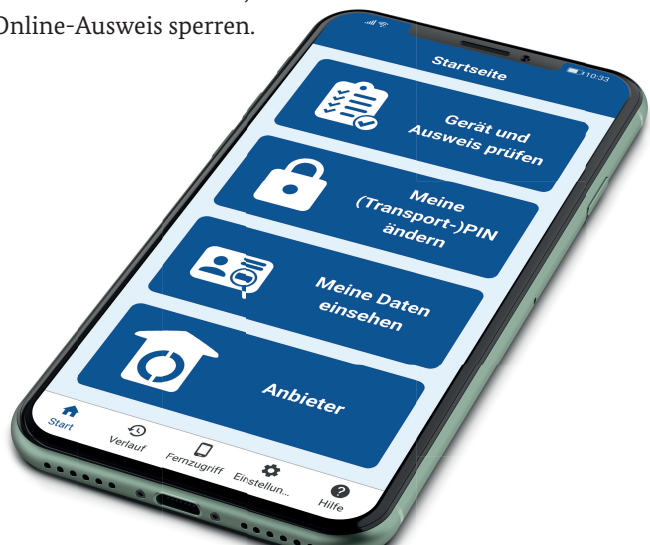 Online-Ausweis sperren.
Startseite
10:33
Gerät und
Ausweis prüfen
Meine
(Transport-)PIN
ändern
Meine Daten
einsehen
Anbieter
Start
Verlauf
Fernzugriff
Einstellun...
Hilfe